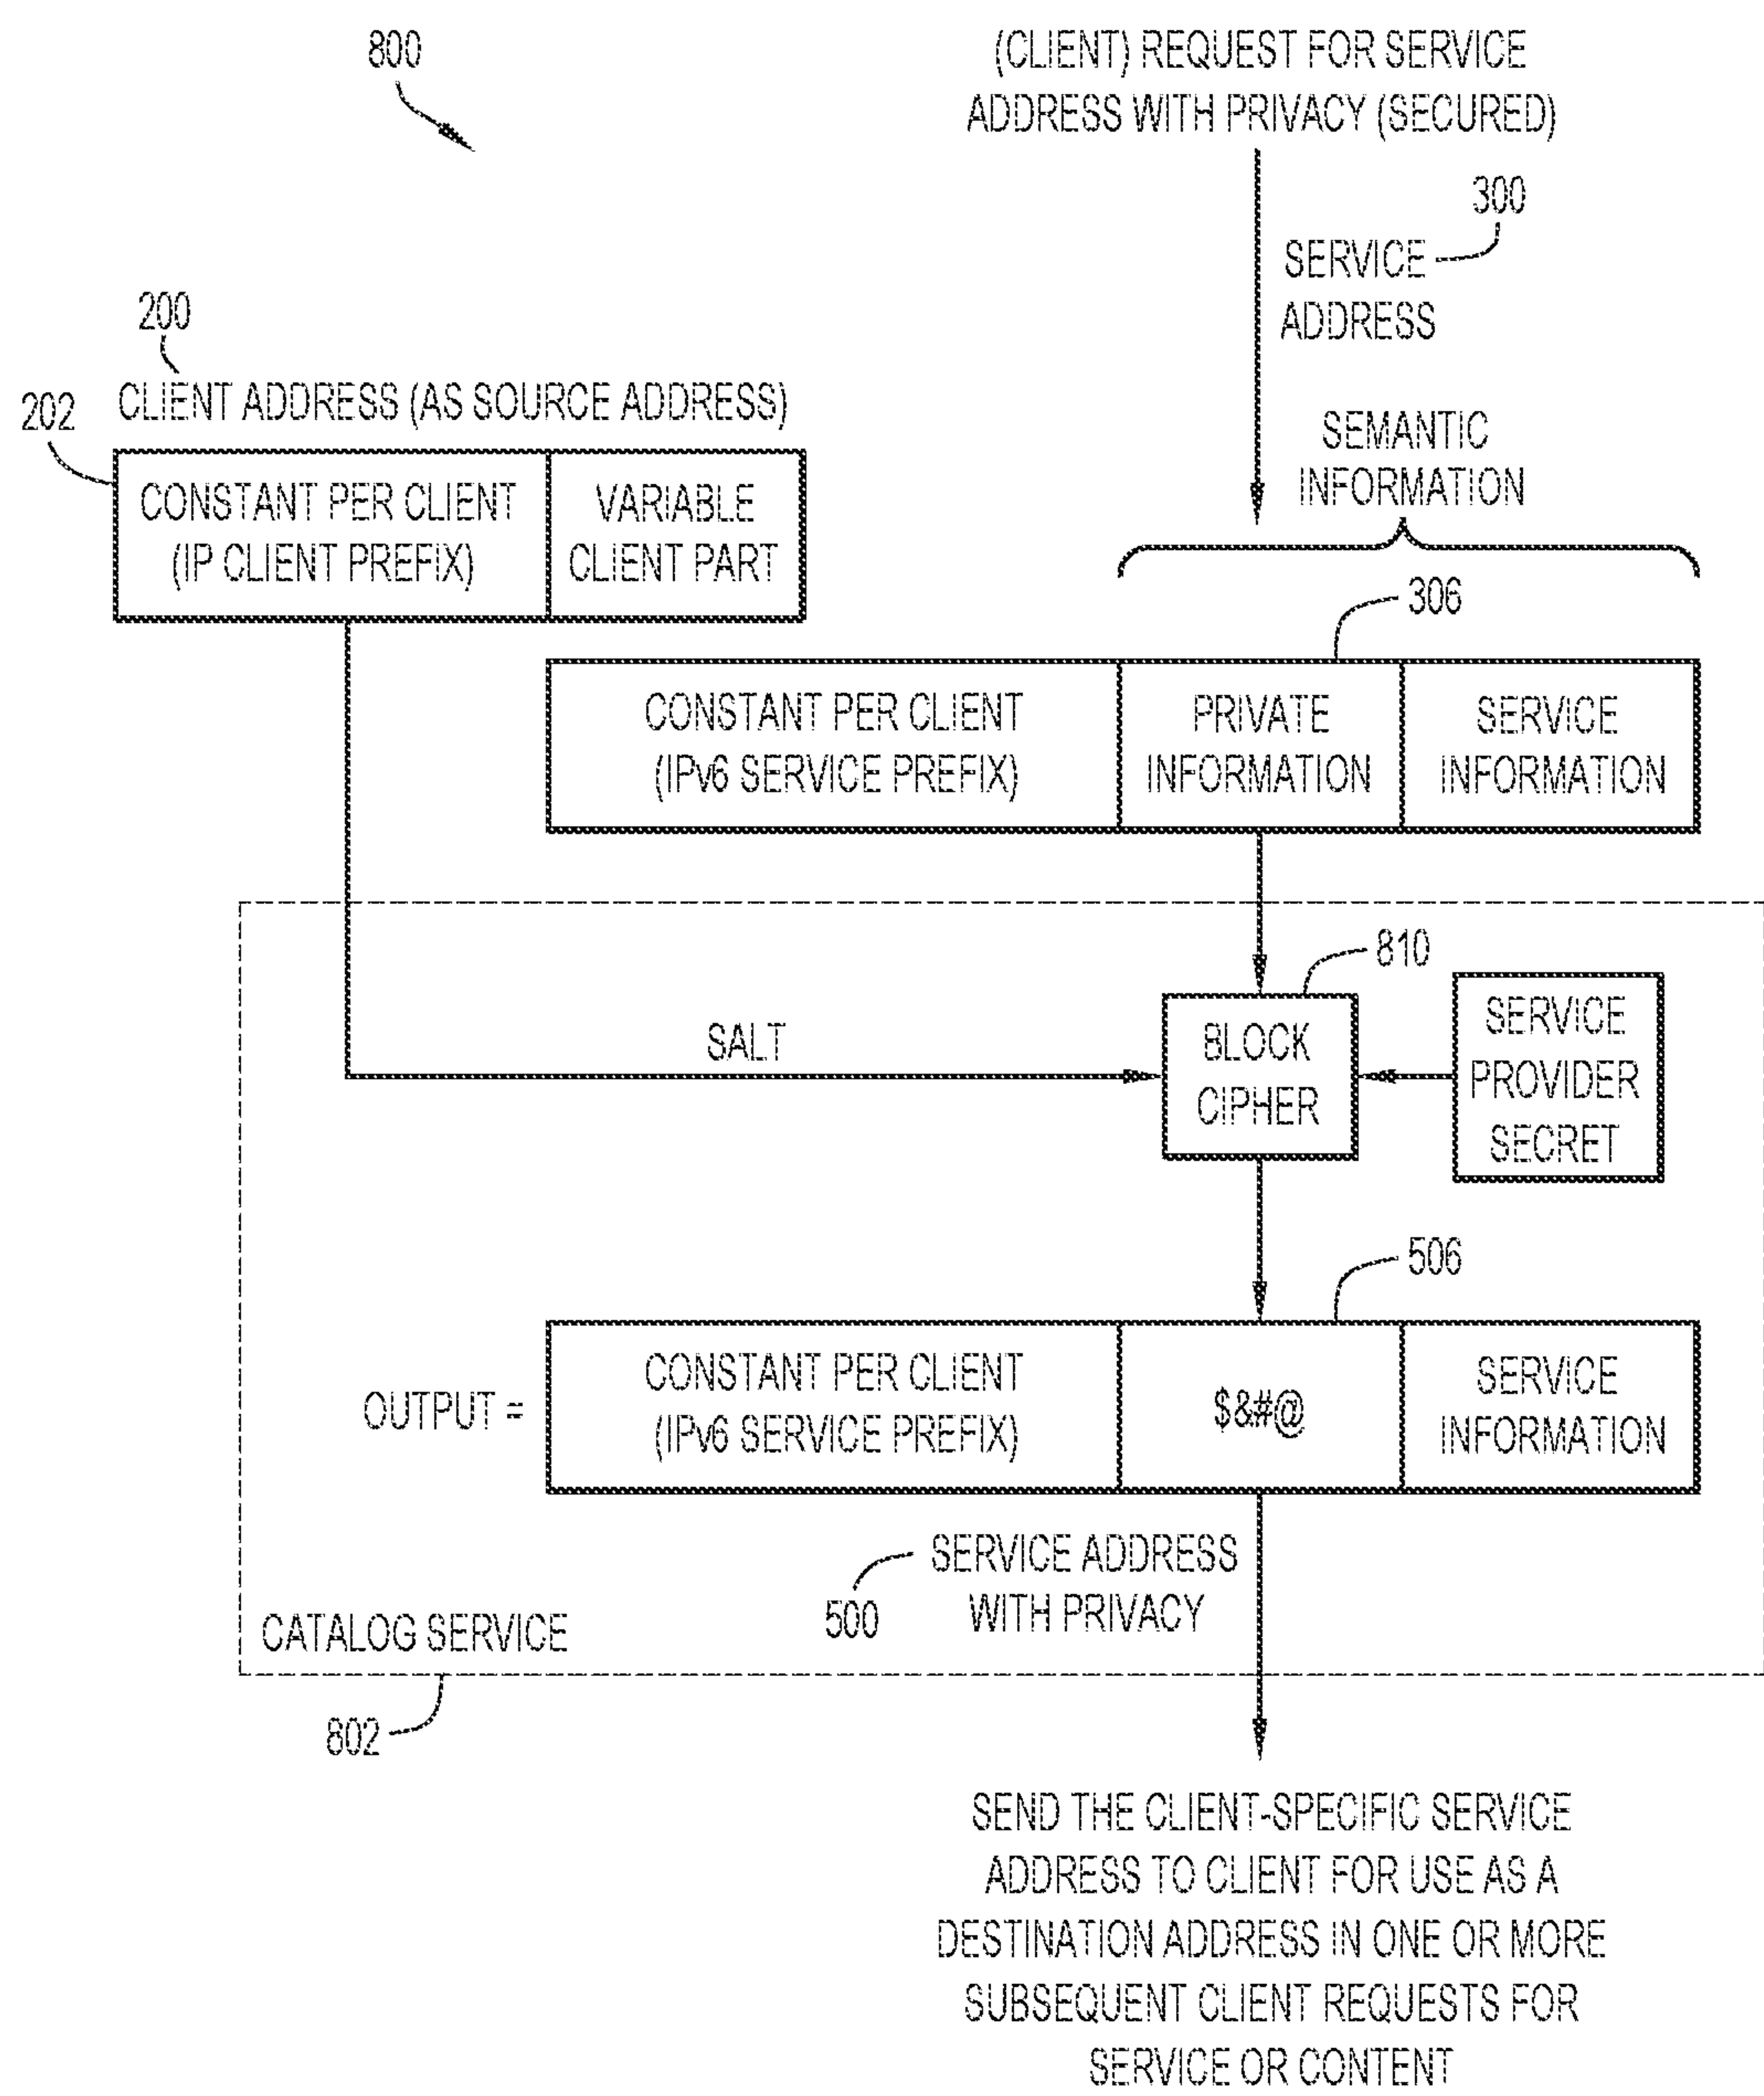 800
(CLIENT) REQUEST FOR SERVICE
ADDRESS WITH PRIVACY (SECURED)
300
SERVICE
ADDRESS
200
202
CLIENT ADDRESS (AS SOURCE ADDRESS)
SEMANTIC
INFORMATION
CONSTANT PER CLIENT
(IP CLIENT PREFIX)
VARIABLE
CLIENT PART
306
CONSTANT PER CLIENT
(IPv6 SERVICE PREFIX)
PRIVATE
INFORMATION
SERVICE
INFORMATION
810
SALT
BLOCK
CIPHER
SERVICE
PROVIDER
SECRET
506
OUTPUT =
CONSTANT PER CLIENT
(IPv6 SERVICE PREFIX)
$&#@
SERVICE
INFORMATION
500
SERVICE ADDRESS
WITH PRIVACY
CATALOG SERVICE
802
SEND THE CLIENT-SPECIFIC SERVICE
ADDRESS TO CLIENT FOR USE AS A
DESTINATION ADDRESS IN ONE OR MORE
SUBSEQUENT CLIENT REQUESTS FOR
SERVICE OR CONTENT